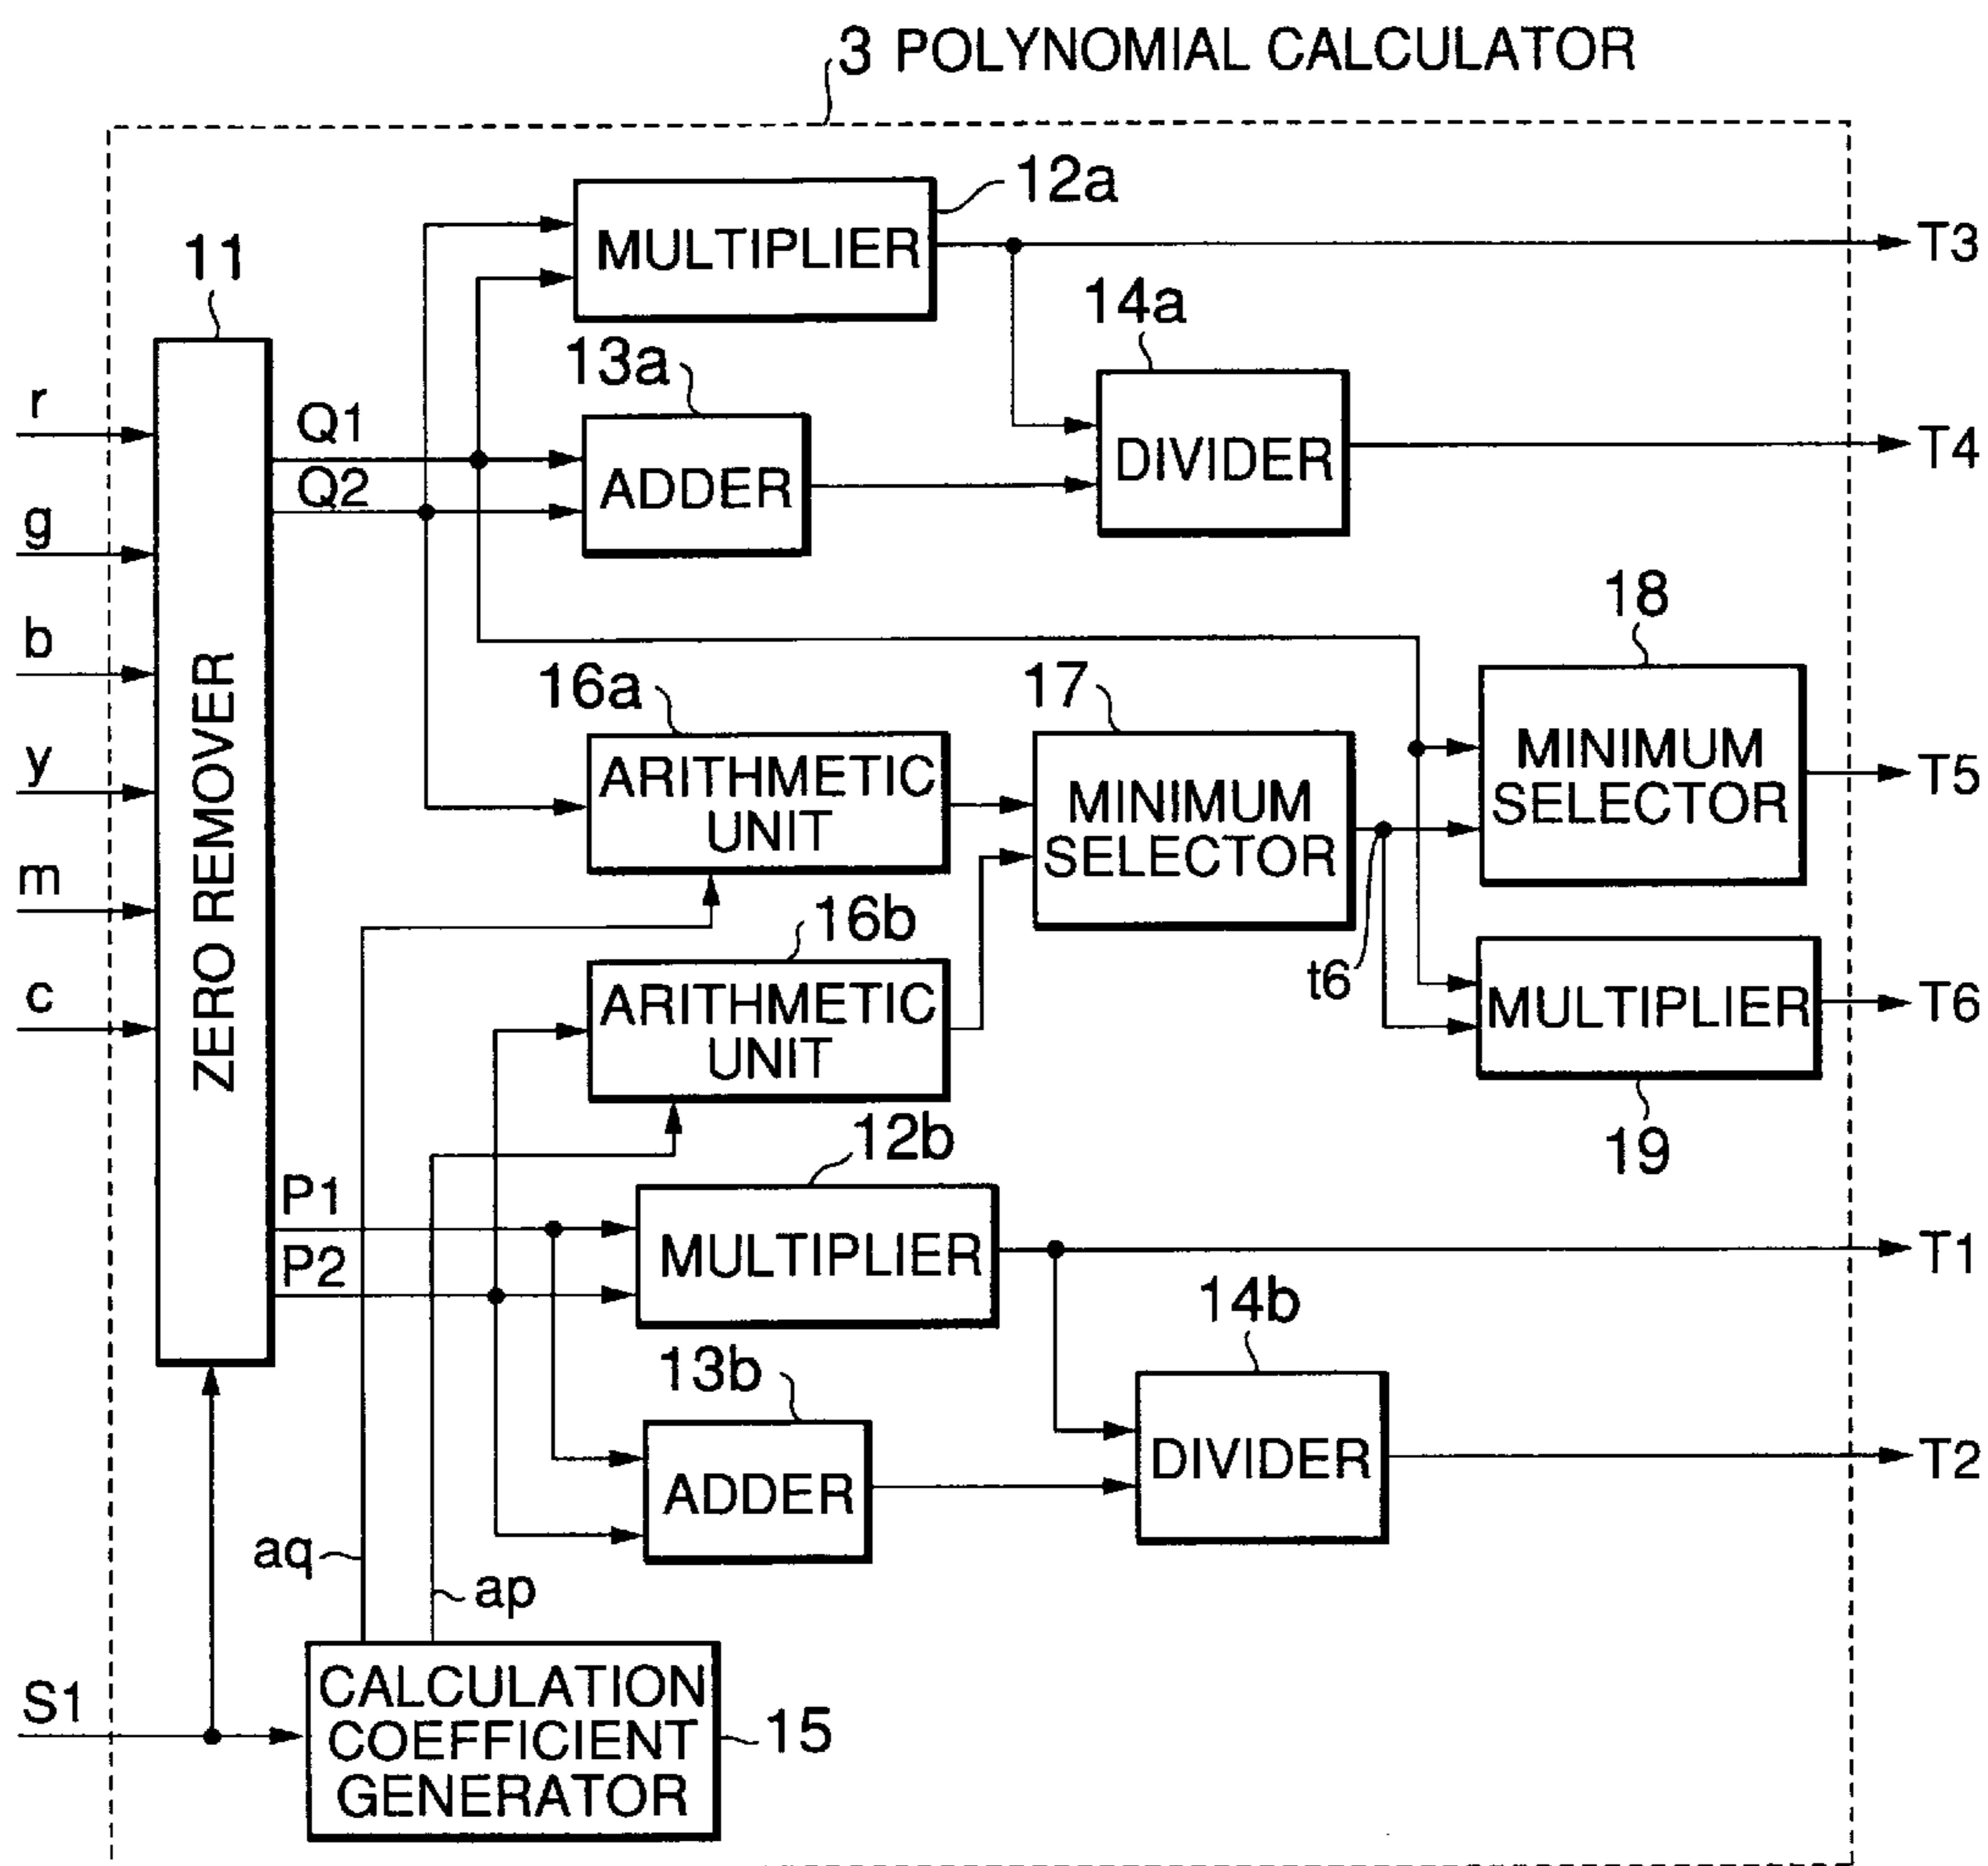 3 POLYNOMIAL CALCULATOR
12a
MULTIPLIER
T3
11
14a
13a
r
Q1
DIVIDER
T4
Q2
ADDER
g
18
b
17
16a
MINIMUM
SELECTOR
T5
ZERO REMOVER
ARITHMETIC
UNIT
MINIMUM
SELECTOR
y
m
16b
t6
c
ARITHMETIC
UNIT
MULTIPLIER
T6
12b
19
P1
MULTIPLIER
T1
P2
14b
13b
DIVIDER
T2
ADDER
aq
ap
S1
CALCULATION
COEFFICIENT
GENERATOR
15